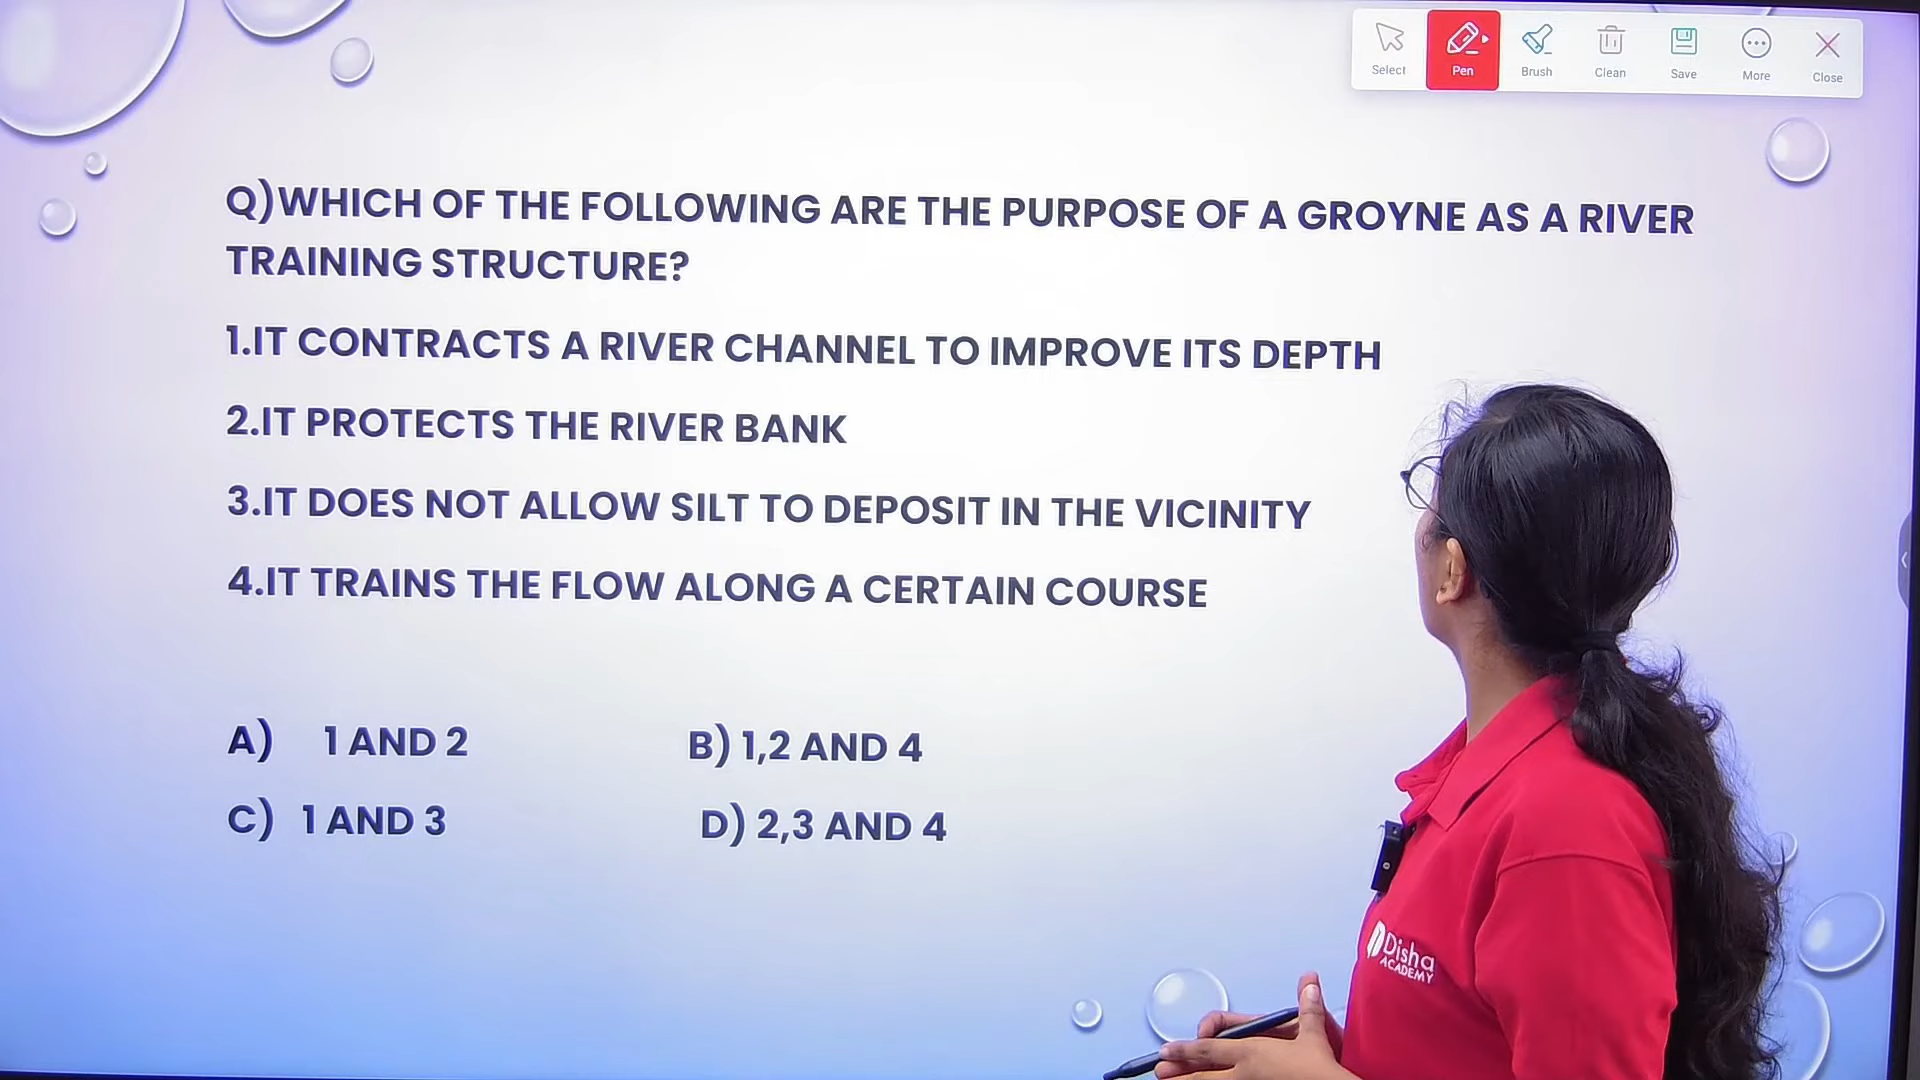 Select
Pen
Brush
Clean
Save
More
Close
Q)WHICH OF THE FOLLOWING ARE THE PURPOSE OF A GROYNE AS A RIVER
TRAINING STRUCTURE?
1.IT CONTRACTS A RIVER CHANNEL TO IMPROVE ITS DEPTH
2.IT PROTECTS THE RIVER BANK
3.IT DOES NOT ALLOW SILT TO DEPOSIT IN THE VICINITY
4.IT TRAINS THE FLOW ALONG A CERTAIN COURSE
A) 1 AND 2
B) 1,2 AND 4
C) 1 AND 3
D) 2,3 AND 4
Disha
ACADEMY